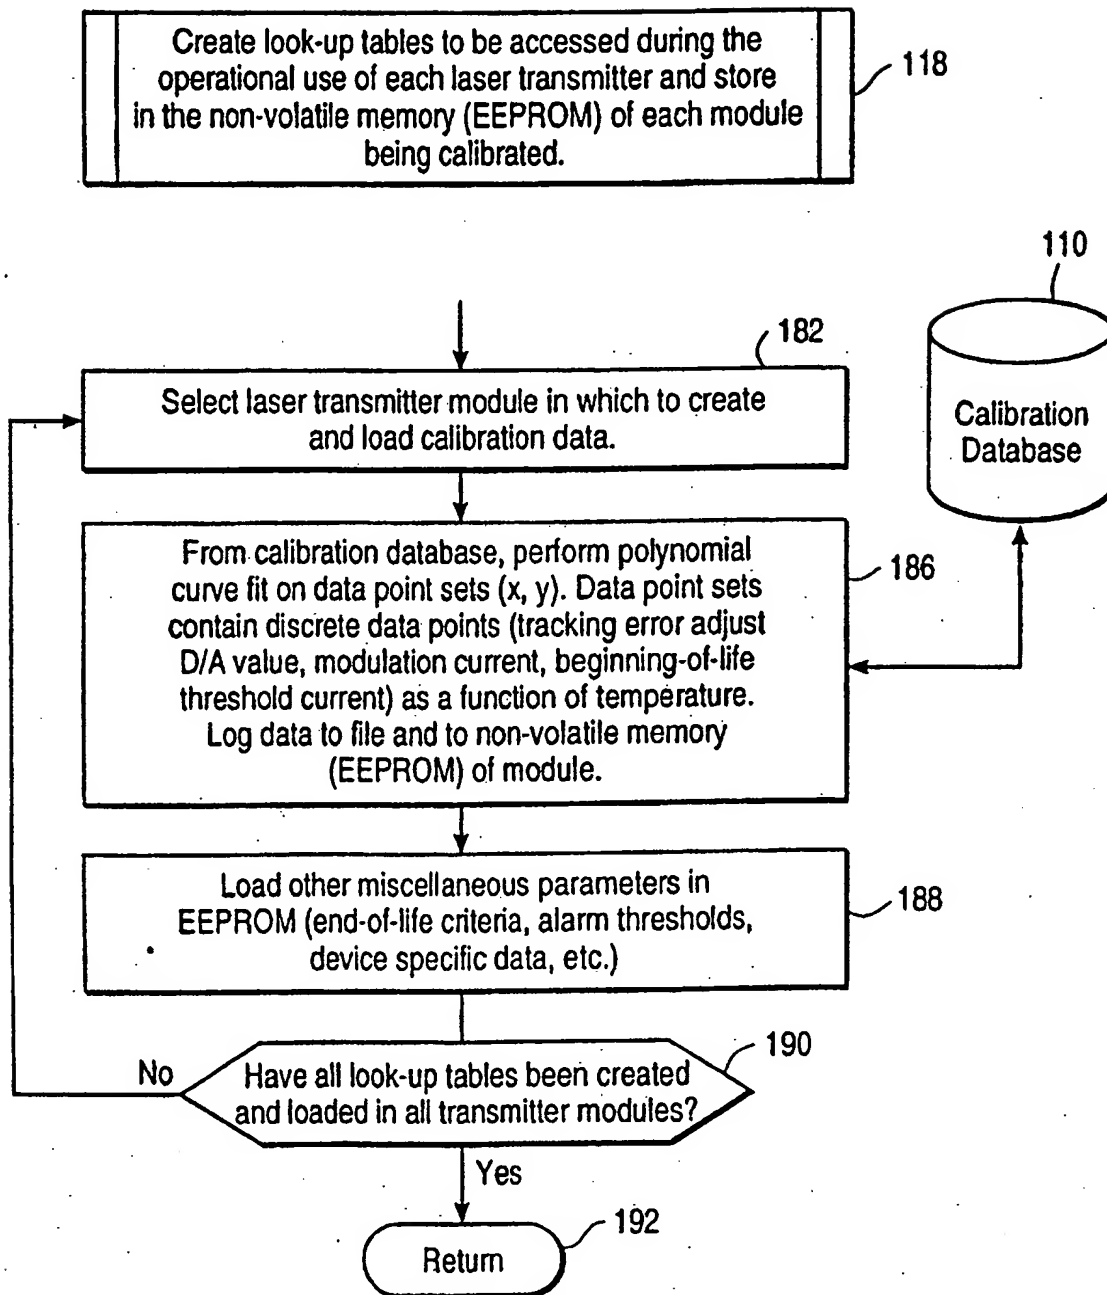 Create look-up tables to be accessed during the
operational use of each laser transmitter and store
in the non-volatile memory (EEPROM) of each module
being calibrated.
118
110
182
Select laser transmitter module in which to create
and load calibration data.
Calibration
Database
From calibration database, perform polynomial
curve fit on data point sets (x, y). Data point sets
contain discrete data points (tracking error adjust
D/A value, modulation current, beginning-of-life
threshold current) as a function of temperature.
Log data to file and to non-volatile memory
(EEPROM) of module.
186
Load other miscellaneous parameters in
EEPROM (end-of-life criteria, alarm thresholds,
device specific data, etc.)
188
190
No
Have all look-up tables been created
and loaded in all transmitter modules?
Yes
192
Return